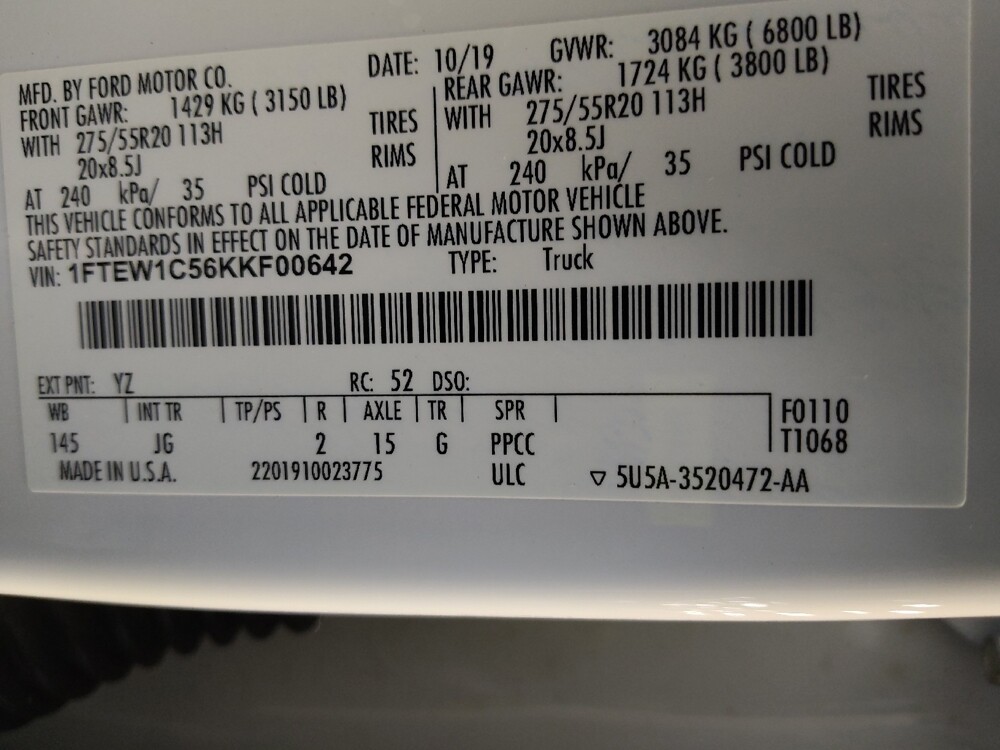 MFD. BY FORD MOTOR CO. DATE: 10/19 GVWR: 3084 KG ( 6800 LB)
FRONT GAWR: 1429 KG ( 3150 LB) REAR GAWR: 1724 KG ( 3800 LB)
WITH 275/55R20 113H TIRES WITH 275/55R20 113H TIRES
20x8.5J RIMS 20x8.5J RIMS
AT 240 kPa/ 35 PSI COLD AT 240 kPa/ 35 PSI COLD
THIS VEHICLE CONFORMS TO ALL APPLICABLE FEDERAL MOTOR VEHICLE
SAFETY STANDARDS IN EFFECT ON THE DATE OF MANUFACTURE SHOWN ABOVE.
VIN: 1FTEW1C56KKF00642 TYPE: Truck
EXT PNT: YZ RC: 52 DSO:
WB INT TR TP/PS R AXLE TR SPR F0110
145 JG 2 15 G PPCC T1068
MADE IN U.S.A. 2201910023775 ULC ▽ 5U5A-3520472-AA